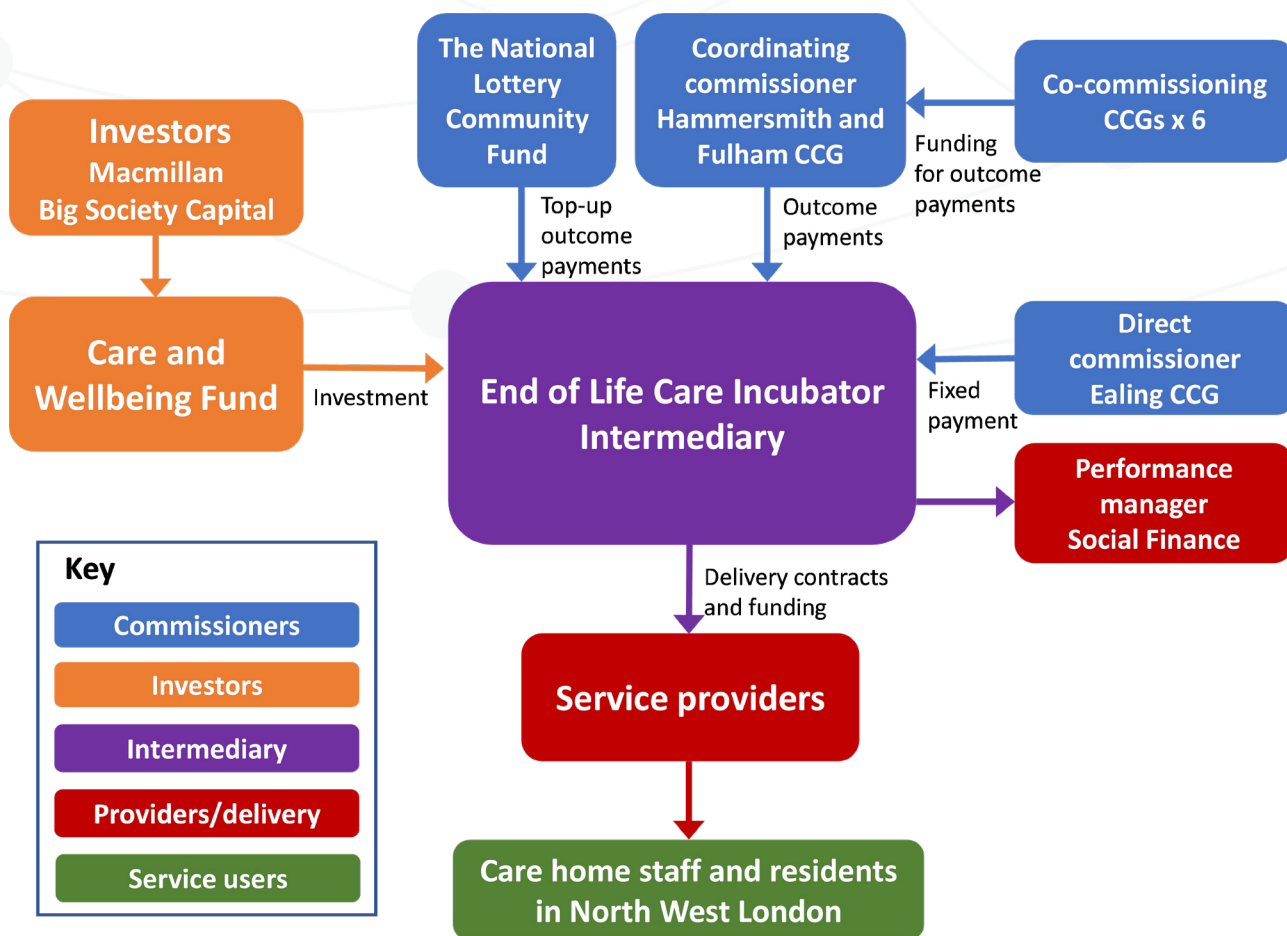 The National
Lottery
Community
Fund
Coordinating
commissioner
Hammersmith and
Fulham CCG
Co-commissioning
CCGs x 6
Investors
Macmillan
Big Society Capital
Funding
for outcome
payments
Top-up
outcome
payments
Outcome
payments
Care and
Wellbeing Fund
Investment
End of Life Care Incubator
Intermediary
Direct
commissioner
Ealing CCG
Fixed
payment
Performance
manager
Social Finance
Delivery contracts
and funding
Service providers
Care home staff and residents
in North West London
Key
Commissioners
Investors
Intermediary
Providers/delivery
Service users